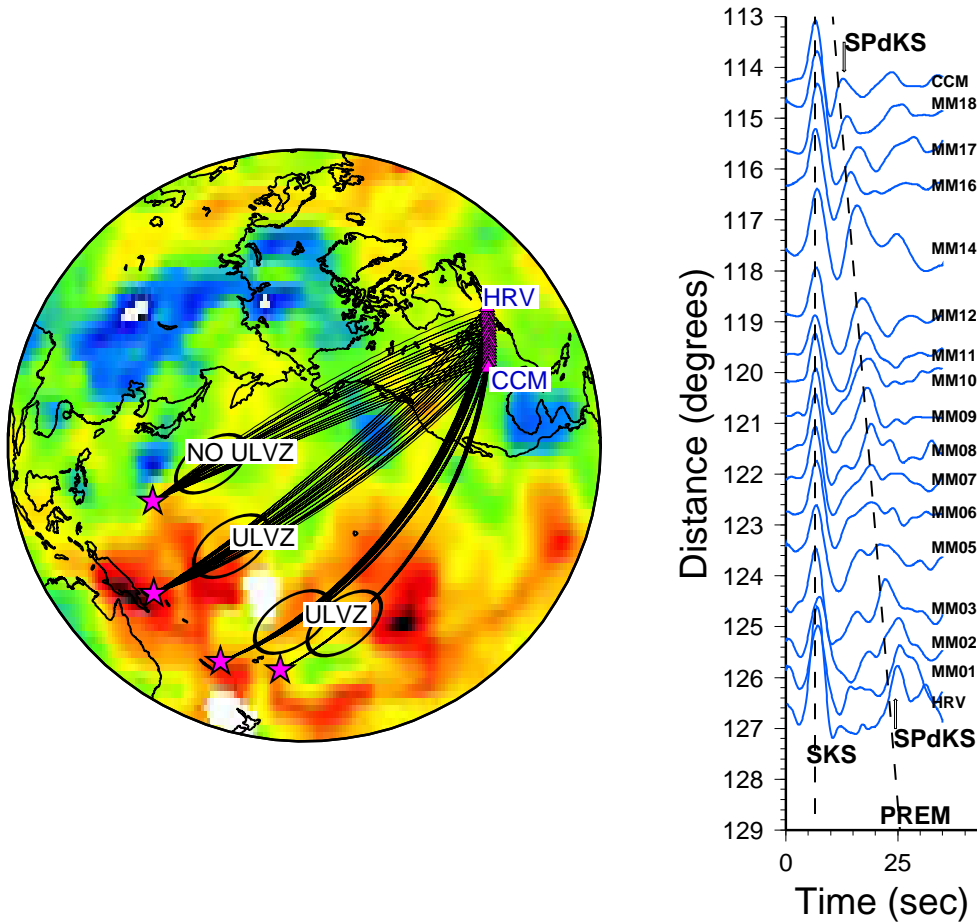 HRV
CCM
NO ULVZ
ULVZ
ULVZ
Distance (degrees)
113
114
115
116
117
118
119
120
121
122
123
124
125
126
127
128
129
SPdKS
CCM
MM18
MM17
MM16
MM14
MM12
MM11
MM10
MM09
MM08
MM07
MM06
MM05
MM03
MM02
MM01
HRV
SPdKS
SKS
PREM
0
25
Time (sec)